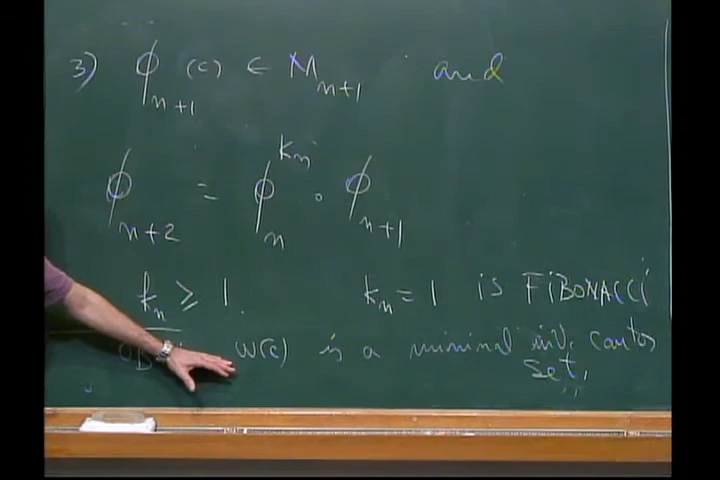 3) ϕ_{n+1} (c) ∈ M_{n+1} and
ϕ_{n+2} = ϕ_n^{k_n} ∘ ϕ_{n+1}
k_n ≥ 1. k_n = 1 is FiBONACCi
ω(c) is a minimal inv. cantor
set.